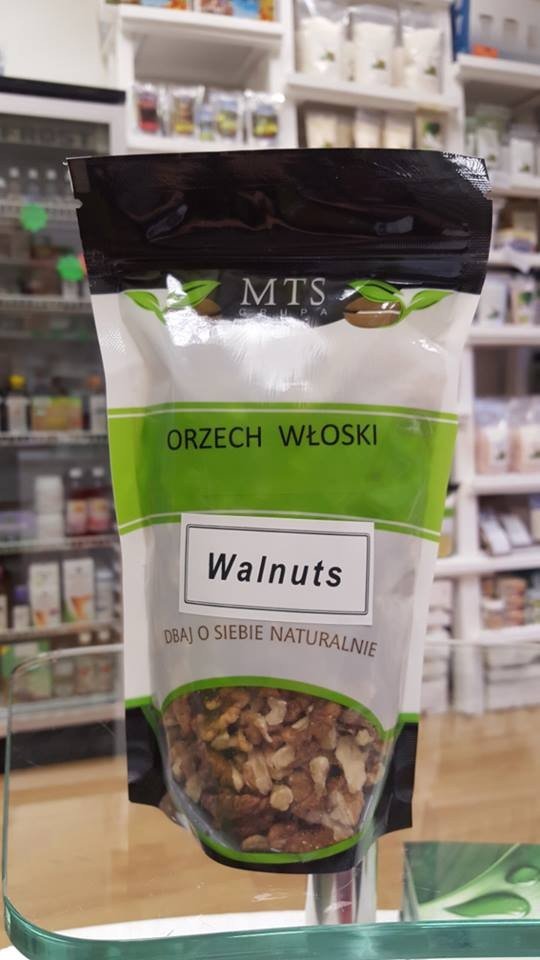 MTS
GRUPA
ORZECH WŁOSKI
Walnuts
DBAJ O SIEBIE NATURALNIE